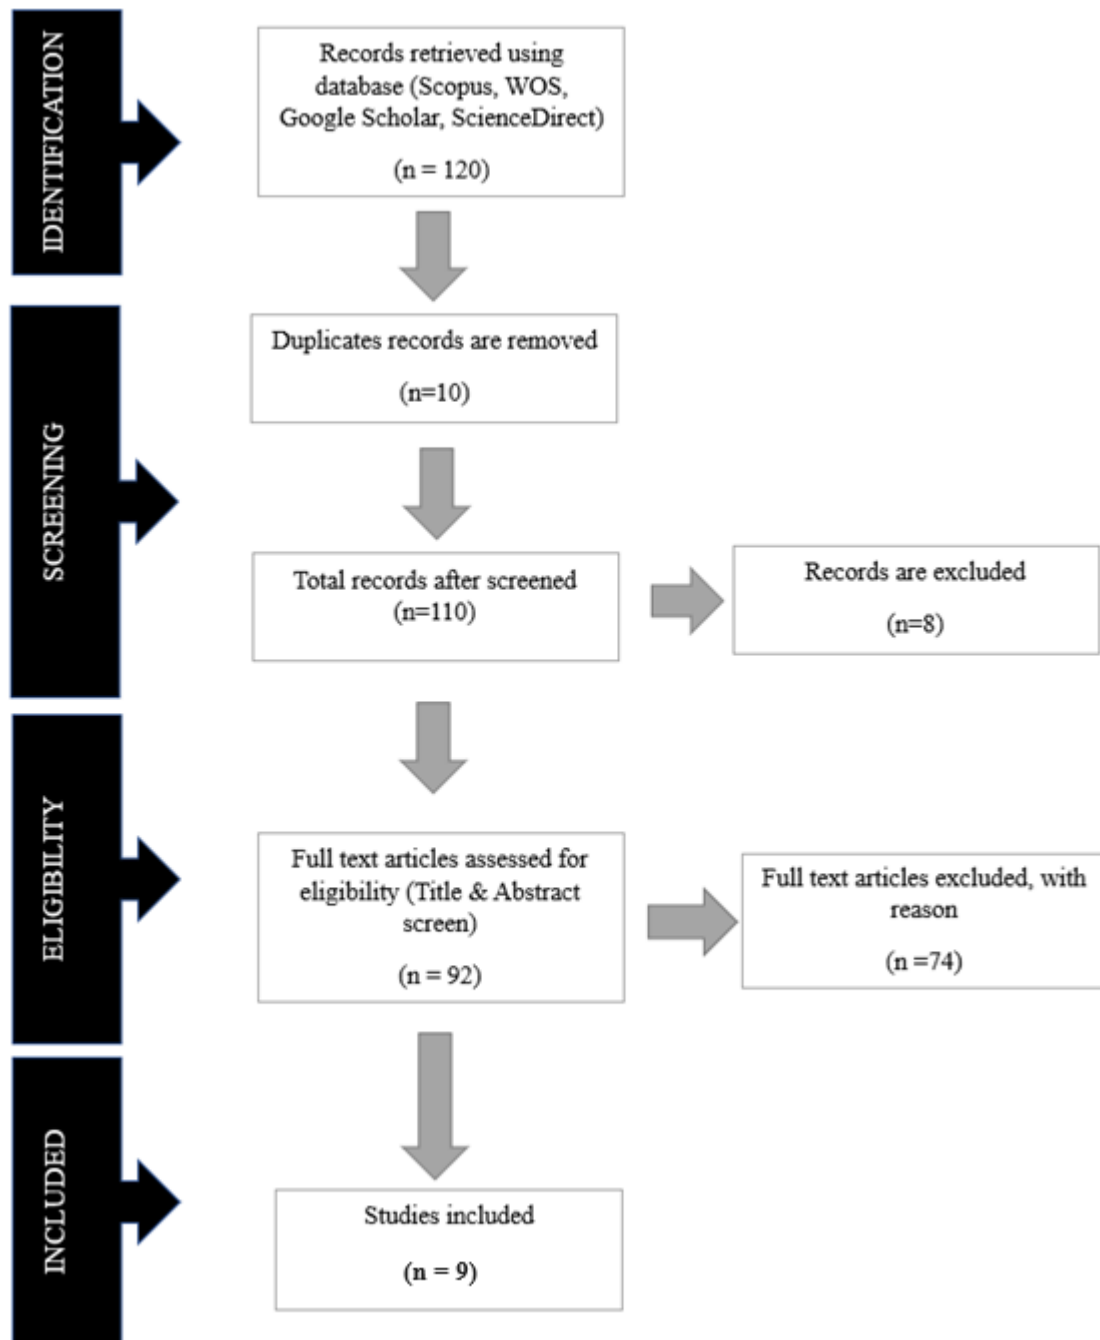 IDENTIFICATION
Records retrieved using
database (Scopus, WOS,
Google Scholar, ScienceDirect)
(n = 120)
SCREENING
Duplicates records are removed
(n=10)
Total records after screened
(n=110)
Records are excluded
(n=8)
ELIGIBILITY
Full text articles assessed for
eligibility (Title & Abstract
screen)
(n = 92)
Full text articles excluded, with
reason
(n =74)
INCLUDED
Studies included
(n = 9)